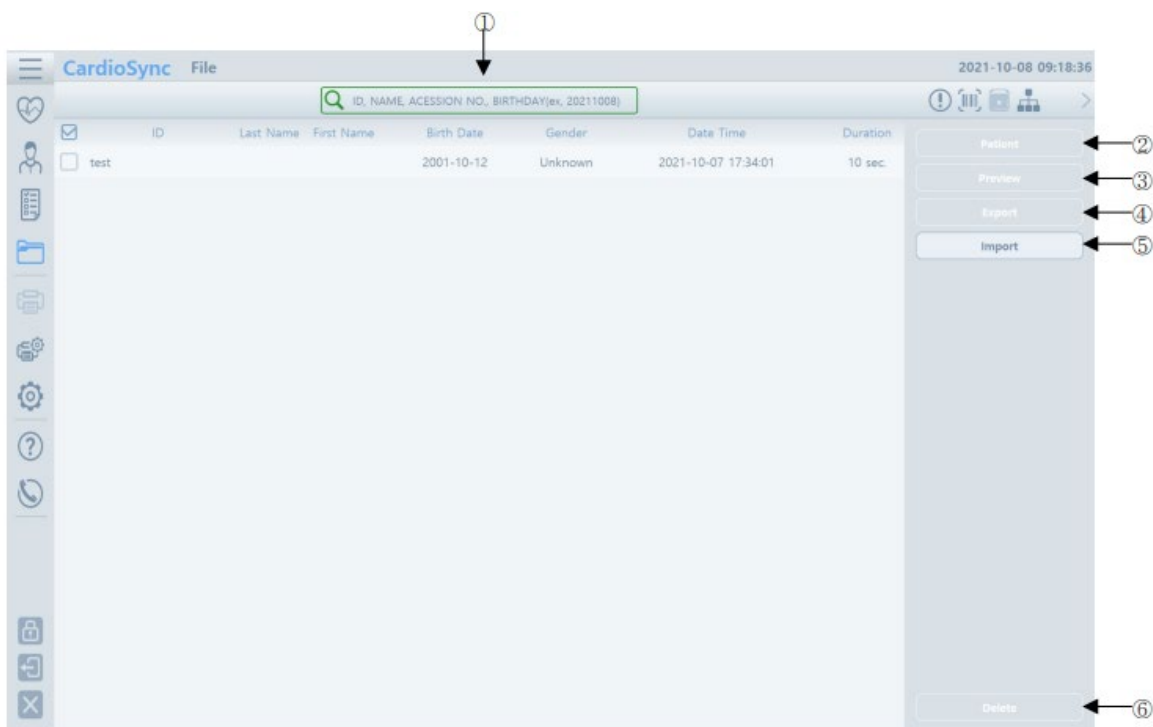 ①
CardioSync File 2021-10-08 09:18:36
ID, NAME, ACESSION NO., BIRTHDAY(ex, 20211008)
ID Last Name First Name Birth Date Gender Date Time Duration
test 2001-10-12 Unknown 2021-10-07 17:34:01 10 sec.
Patient ②
Preview ③
Export ④
Import ⑤
Delete ⑥